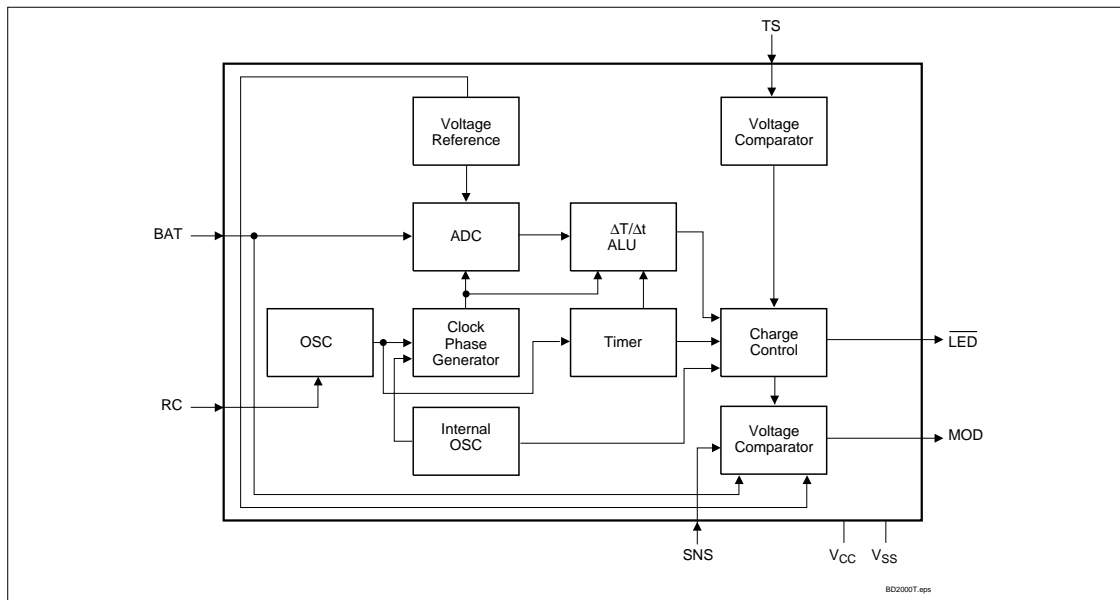 TS
Voltage
Reference
Voltage
Comparator
BAT
ADC
ΔT/Δt
ALU
OSC
Clock
Phase
Generator
Timer
Charge
Control
LED
RC
Internal
OSC
Voltage
Comparator
MOD
SNS
VCC
VSS
BD2000T.eps